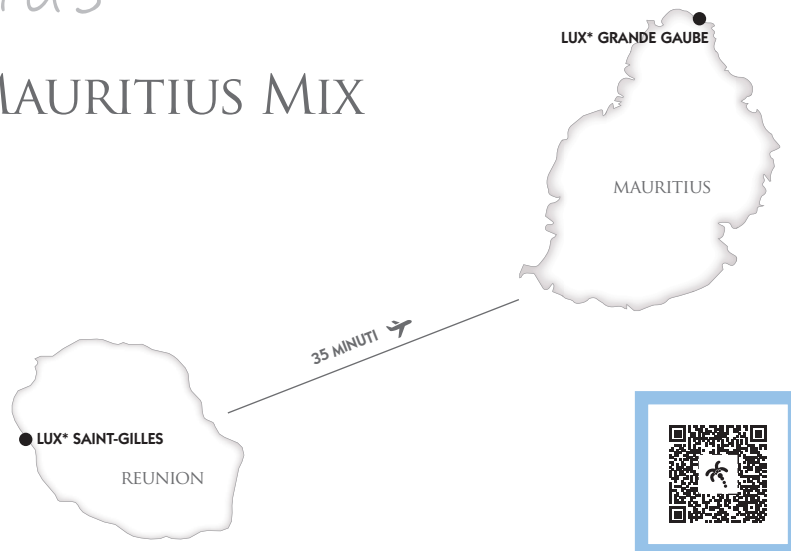 LUX* GRANDE GAUBE
MAURITIUS MIX
MAURITIUS
35 MINUTI
LUX* SAINT-GILLES
REUNION